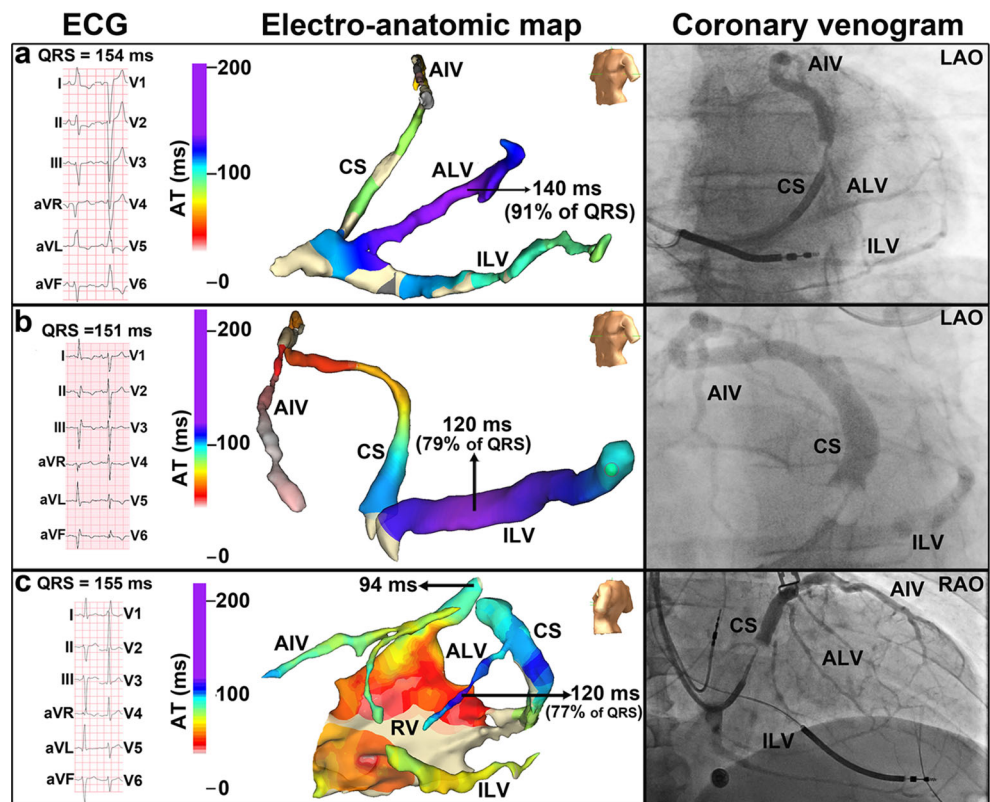 ECG
Electro-anatomic map
Coronary venogram
a
QRS = 154 ms
I V1
II V2
III V3
aVR V4
aVL V5
aVF V6
AT (ms)
200
100
–0
AIV
CS
ALV
140 ms
(91% of QRS)
ILV
LAO
AIV
CS
ALV
ILV
b
QRS =151 ms
I V1
II V2
III V3
aVR V4
aVL V5
aVF V6
AT (ms)
–200
–100
–0
AIV
CS
120 ms
(79% of QRS)
ILV
LAO
AIV
CS
ILV
c
QRS = 155 ms
I V1
II V2
III V3
aVR V4
aVL V5
aVF V6
AT (ms)
200
100
–0
94 ms
AIV
ALV
CS
120 ms
(77% of QRS)
RV
ILV
RAO
AIV
CS
ALV
ILV